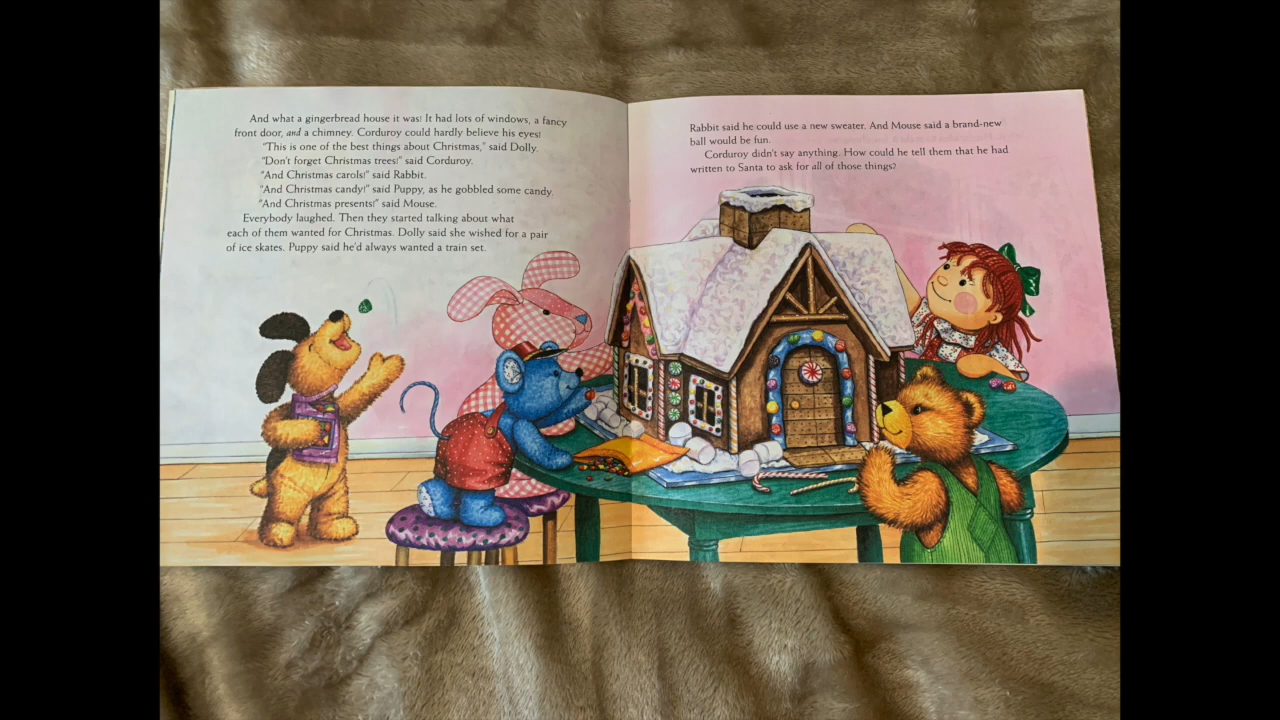 And what a gingerbread house it was! It had lots of windows, a fancy
front door, and a chimney. Corduroy could hardly believe his eyes!
"This is one of the best things about Christmas," said Dolly.
"Don't forget Christmas trees!" said Corduroy.
"And Christmas carols!" said Rabbit.
"And Christmas candy!" said Puppy, as he gobbled some candy.
"And Christmas presents!" said Mouse.
Everybody laughed. Then they started talking about what
each of them wanted for Christmas. Dolly said she wished for a pair
of ice skates. Puppy said he'd always wanted a train set.
Rabbit said he could use a new sweater. And Mouse said a brand-new
ball would be fun.
Corduroy didn't say anything. How could he tell them that he had
written to Santa to ask for all of those things?